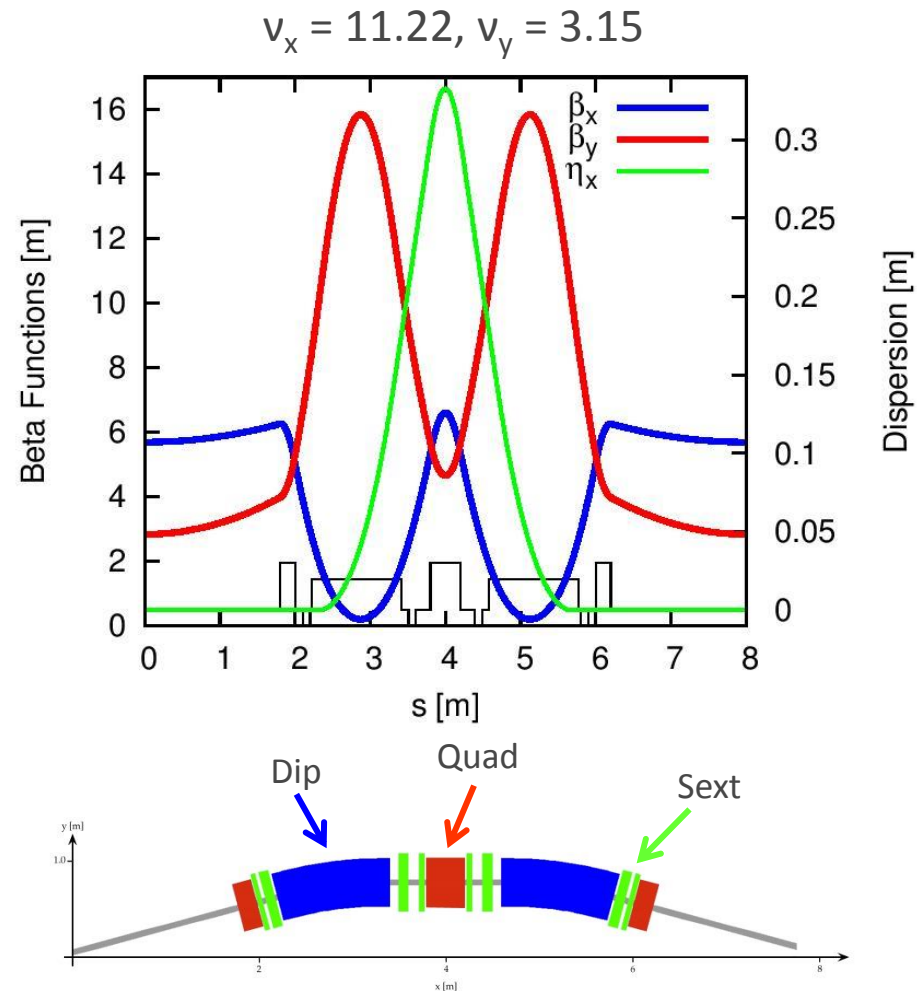 νx = 11.22, νy = 3.15
βx
βy
ηx
16
14
12
10
8
6
4
2
0
Beta Functions [m]
0.3
0.25
0.2
0.15
0.1
0.05
0
Dispersion [m]
0 1 2 3 4 5 6 7 8
s [m]
Dip
Quad
Sext
y [m]
1.0
2 4 6 8
x [m]